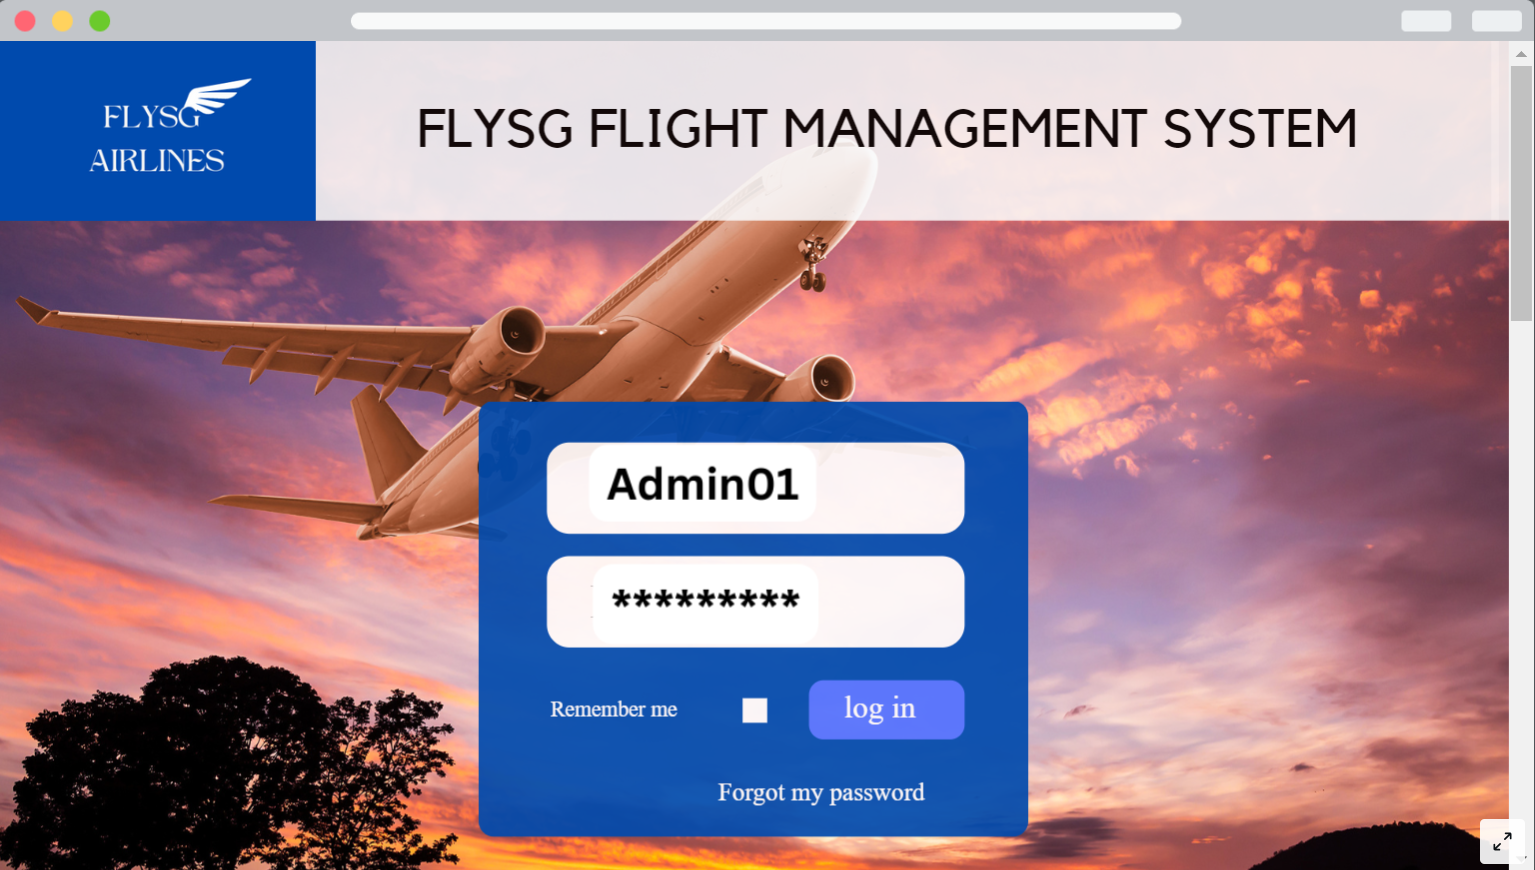 FLYSG
AIRLINES
FLYSG FLIGHT MANAGEMENT SYSTEM
Admin01
*********
Remember me
log in
Forgot my password